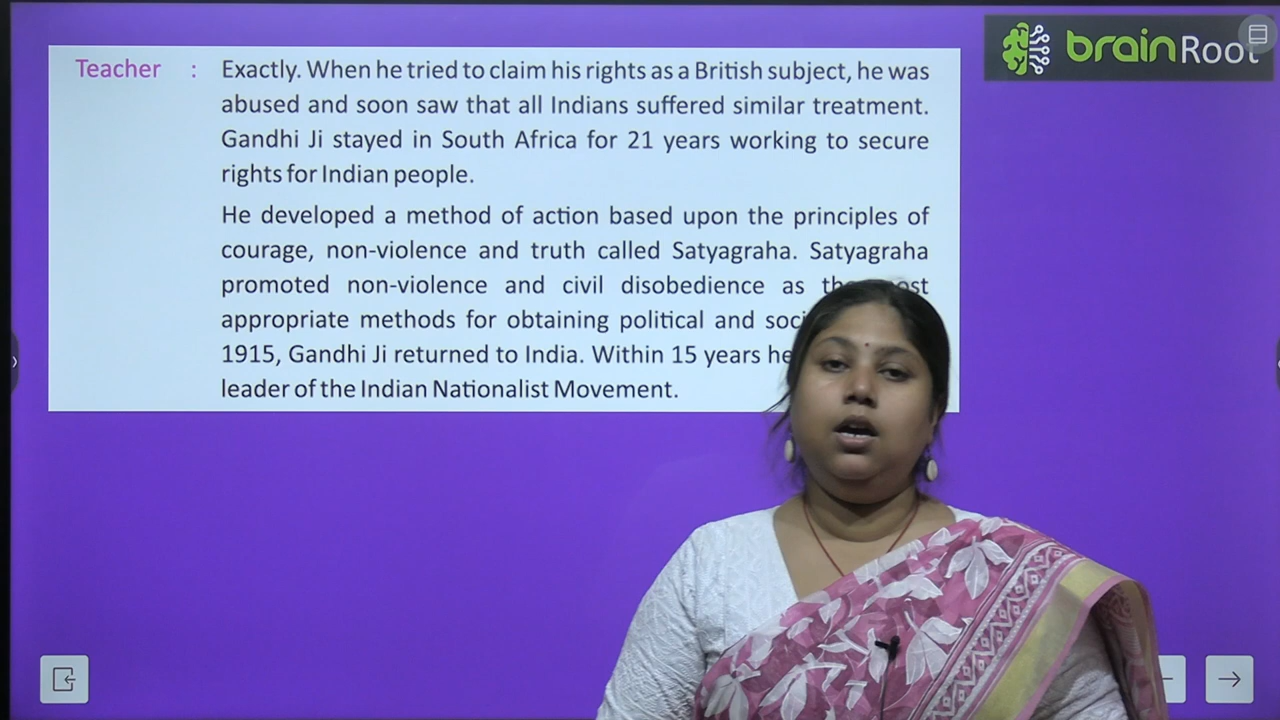 brainRoot
Teacher : Exactly. When he tried to claim his rights as a British subject, he was
abused and soon saw that all Indians suffered similar treatment.
Gandhi Ji stayed in South Africa for 21 years working to secure
rights for Indian people.
He developed a method of action based upon the principles of
courage, non-violence and truth called Satyagraha. Satyagraha
promoted non-violence and civil disobedience as
appropriate methods for obtaining political and
1915, Gandhi Ji returned to India. Within 15 years he
leader of the Indian Nationalist Movement.